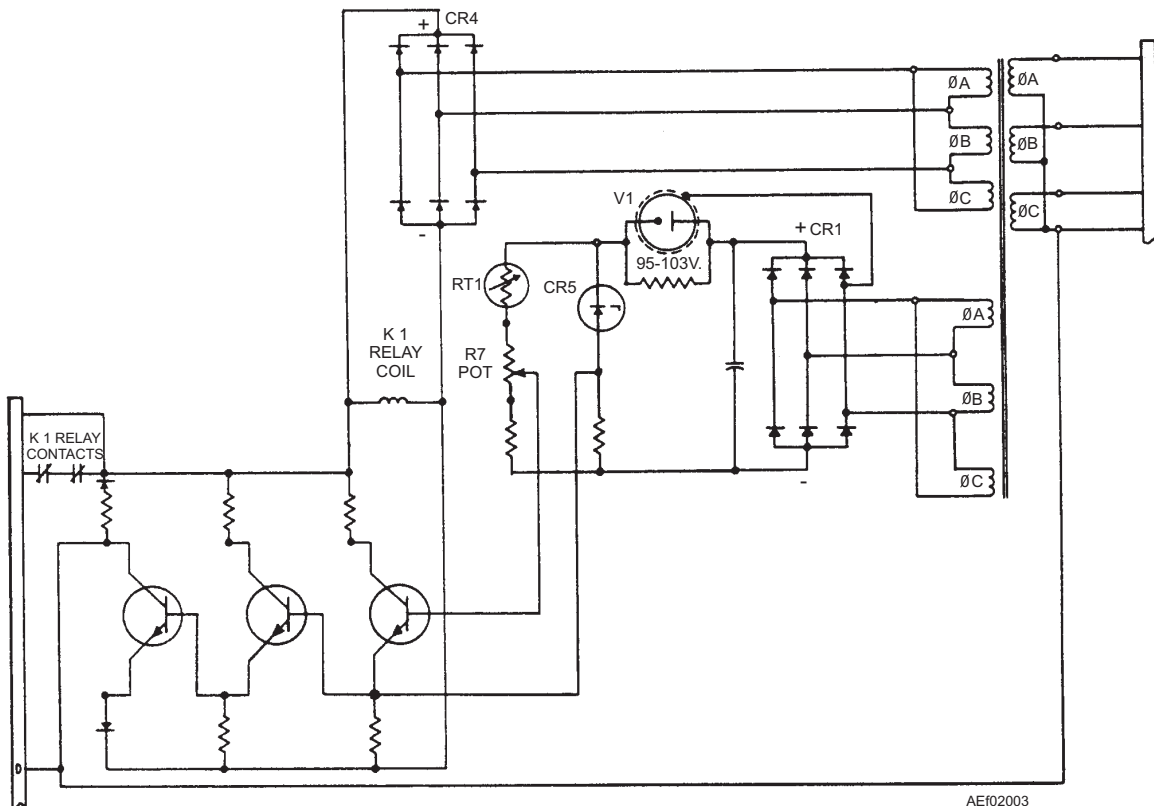 + CR4
-
ØA
ØB
ØC
ØA
ØB
ØC
V1
95-103V.
+ CR1
RT1
CR5
R7
POT
K 1
RELAY
COIL
ØA
ØB
ØC
-
K 1 RELAY
CONTACTS
D
AEf02003